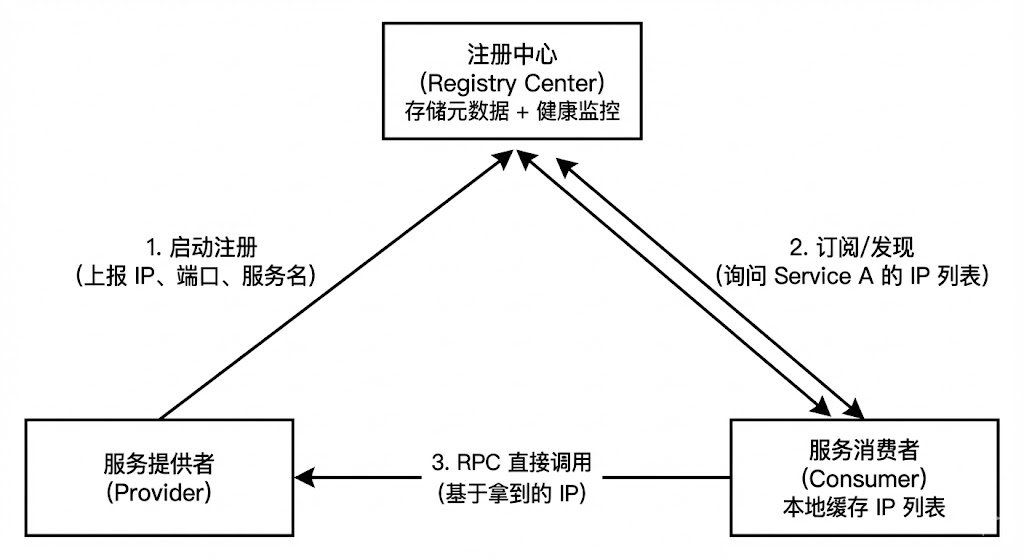 注册中心
(Registry Center)
存储元数据 + 健康监控
1. 启动注册
(上报 IP、端口、服务名)
2. 订阅/发现
(询问 Service A 的 IP 列表)
服务提供者
(Provider)
3. RPC 直接调用
(基于拿到的 IP)
服务消费者
(Consumer)
本地缓存 IP 列表